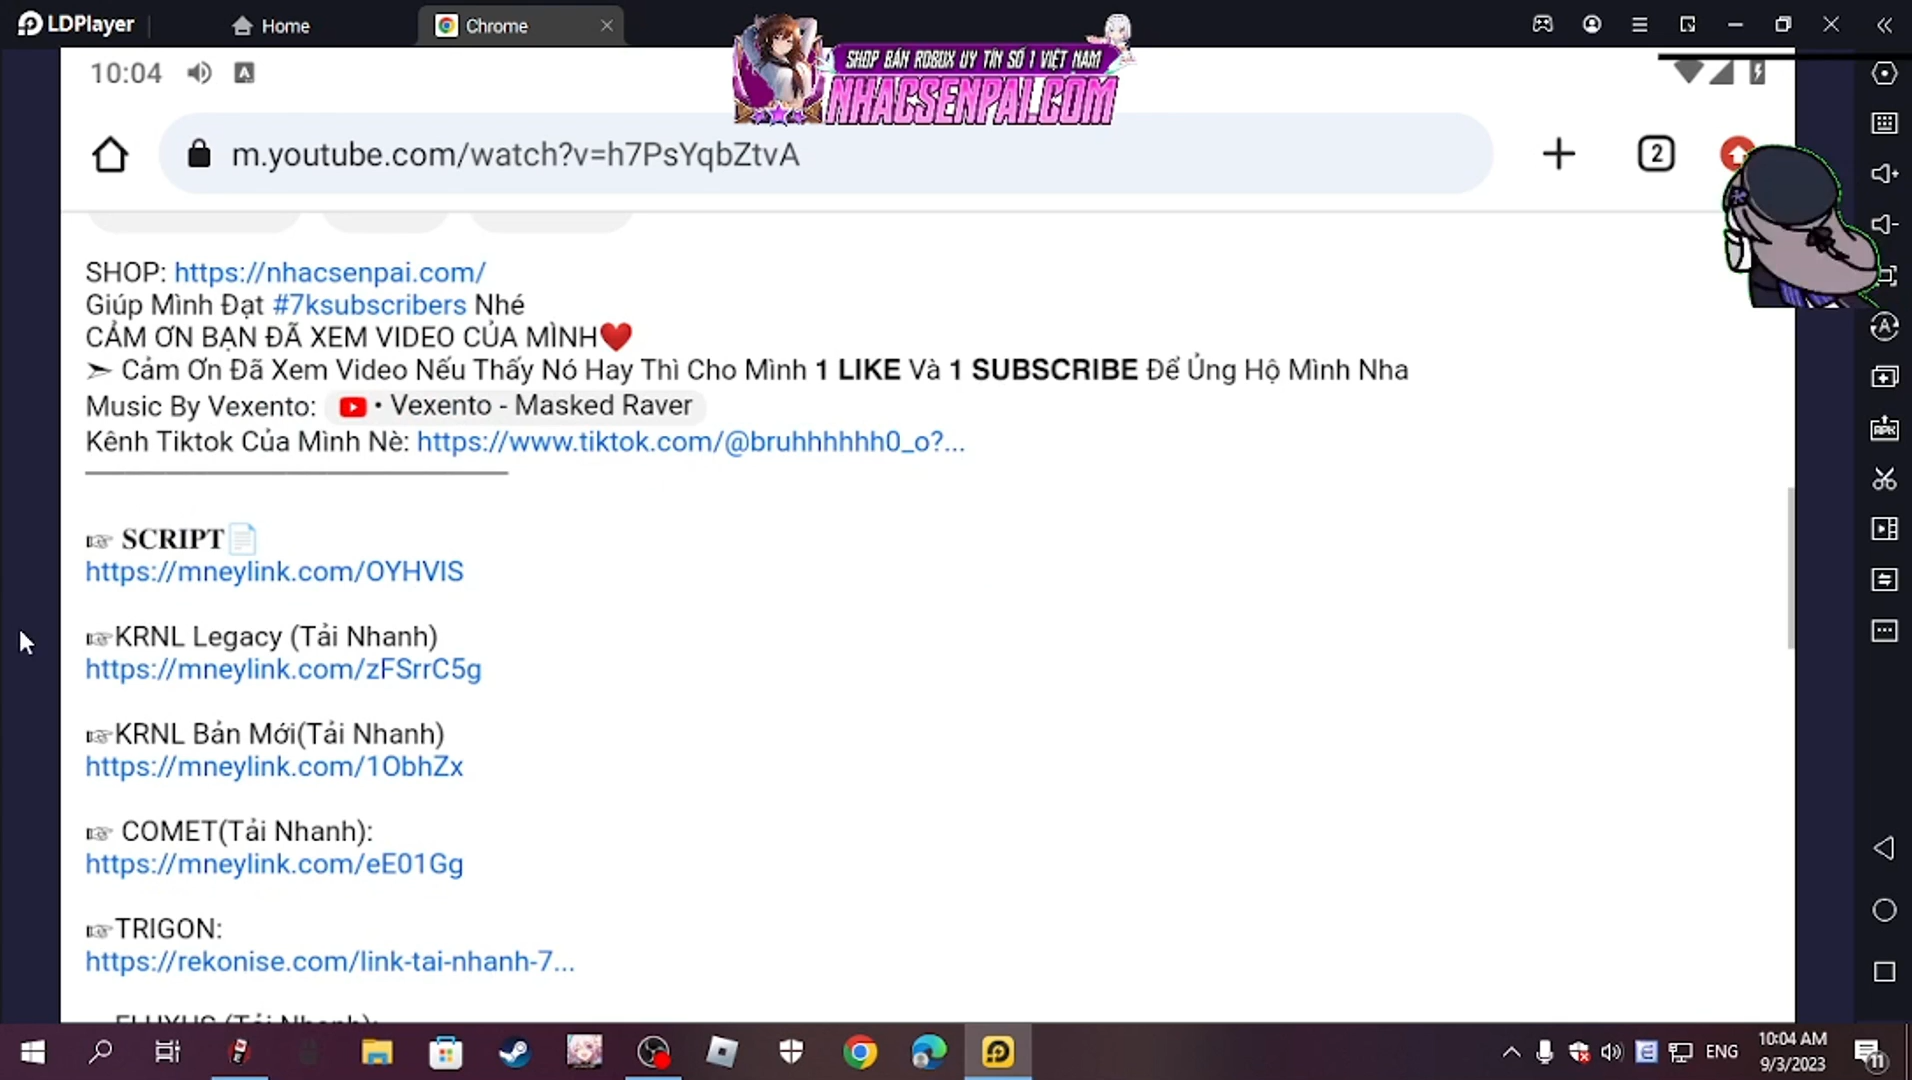 LDPlayer
Home
Chrome
SHOP BÁN ROBUX UY TÍN SỐ 1 VIỆT NAM
NHACSENPAI.COM
10:04
m.youtube.com/watch?v=h7PsYqbZtvA
2
SHOP: https://nhacsenpai.com/
Giúp Mình Đạt #7ksubscribers Nhé
CẢM ƠN BẠN ĐÃ XEM VIDEO CỦA MÌNH❤️
➣ Cảm Ơn Đã Xem Video Nếu Thấy Nó Hay Thì Cho Mình 1 LIKE Và 1 SUBSCRIBE Để Ủng Hộ Mình Nha
Music By Vexento: • Vexento - Masked Raver
Kênh Tiktok Của Mình Nè: https://www.tiktok.com/@bruhhhhhh0_o?...
☞ SCRIPT📄
https://mneylink.com/OYHVIS
☞KRNL Legacy (Tải Nhanh)
https://mneylink.com/zFSrrC5g
☞KRNL Bản Mới(Tải Nhanh)
https://mneylink.com/1ObhZx
☞ COMET(Tải Nhanh):
https://mneylink.com/eE01Gg
☞TRIGON:
https://rekonise.com/link-tai-nhanh-7...
FLUXUS (Tải Nhanh):
ENG
10:04 AM
9/3/2023
11